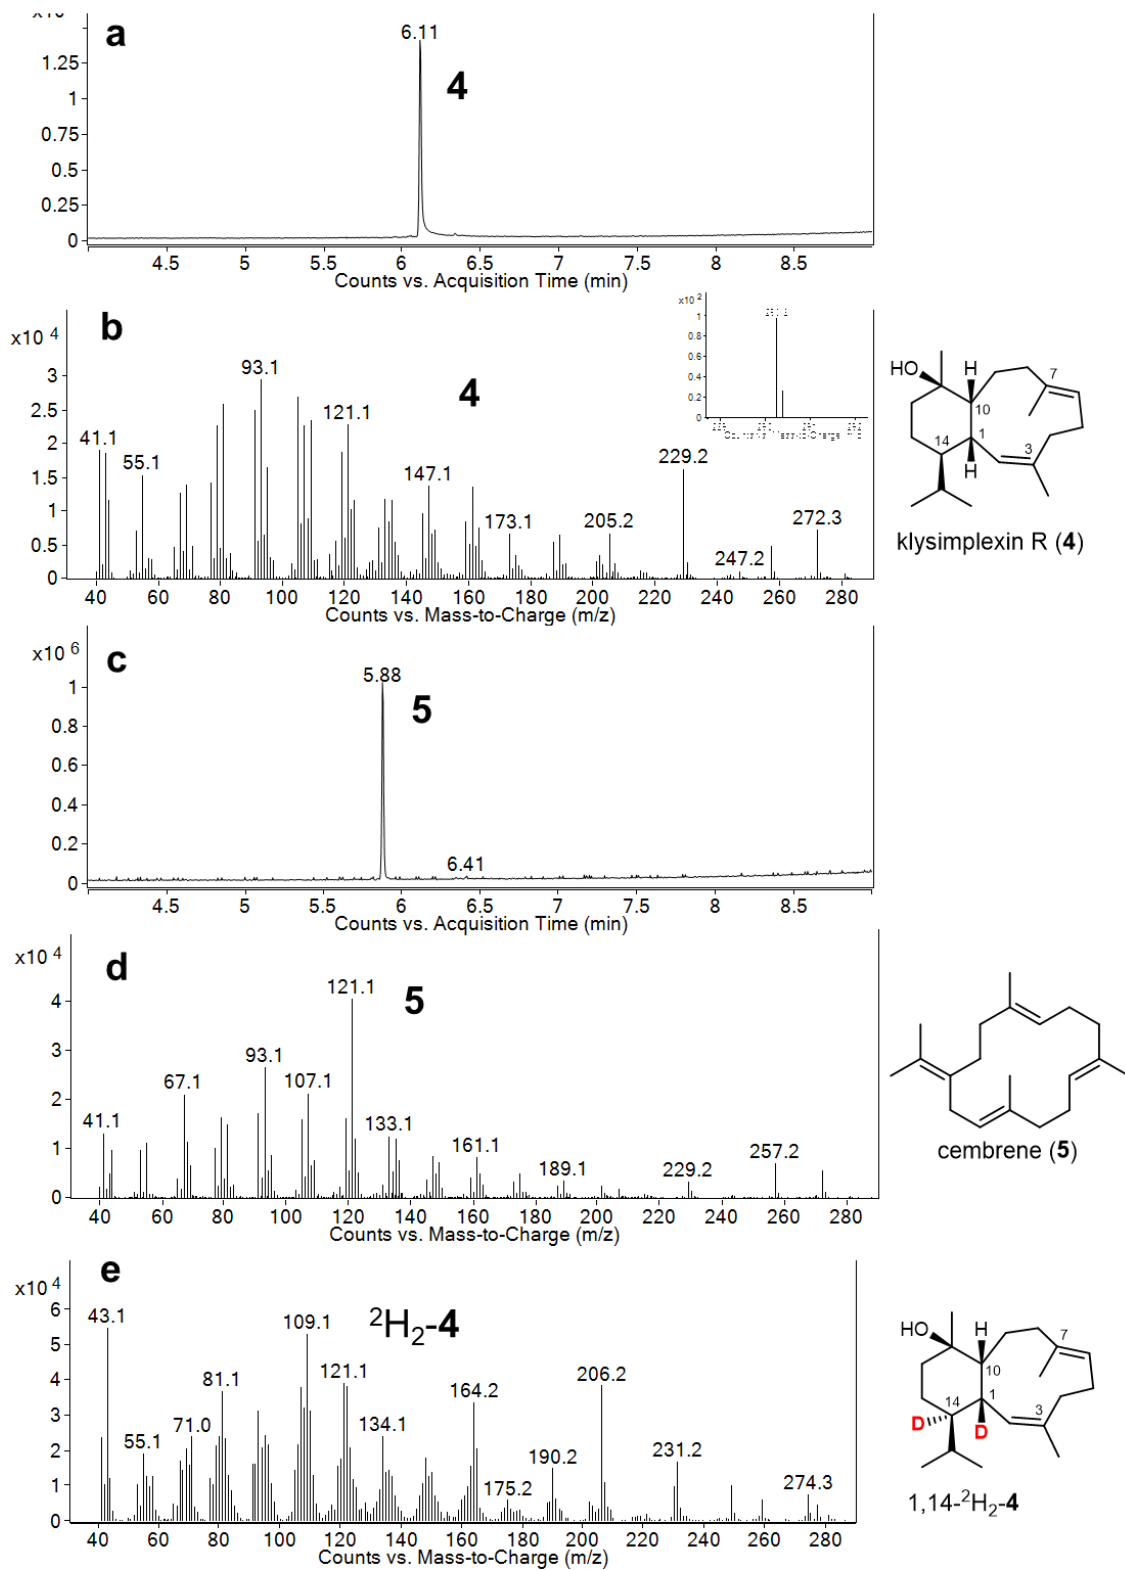 a
6.11
4
1.25
1
0.75
0.5
0.25
0
4.5 5 5.5 6 6.5 7 7.5 8 8.5
Counts vs. Acquisition Time (min)
b
x10 4
4
3
2.5
2
1.5
1
0.5
0
41.1 55.1 93.1 121.1 147.1 173.1 205.2 229.2 247.2 272.3
x10 2
1
0.8
0.6
0.4
0.2
0
40 60 80 100 120 140 160 180 200 220 240 260 280
Counts vs. Mass-to-Charge (m/z)
HO H H 7 10 1 14 3
klysimplexin R (4)
c
x10 6
5.88
5
1
0.8
0.6
0.4
0.2
0
6.41
4.5 5 5.5 6 6.5 7 7.5 8 8.5
Counts vs. Acquisition Time (min)
d
x10 4
5
4
3
2
1
0
41.1 67.1 93.1 107.1 121.1 133.1 161.1 189.1 229.2 257.2
40 60 80 100 120 140 160 180 200 220 240 260 280
Counts vs. Mass-to-Charge (m/z)
cembrene (5)
e
x10 4
²H₂-4
6
5
4
3
2
1
0
43.1 55.1 71.0 81.1 109.1 121.1 134.1 164.2 175.2 190.2 206.2 231.2 274.3
40 60 80 100 120 140 160 180 200 220 240 260 280
Counts vs. Mass-to-Charge (m/z)
HO H 7 10 1 14 3 D D
1,14-²H₂-4